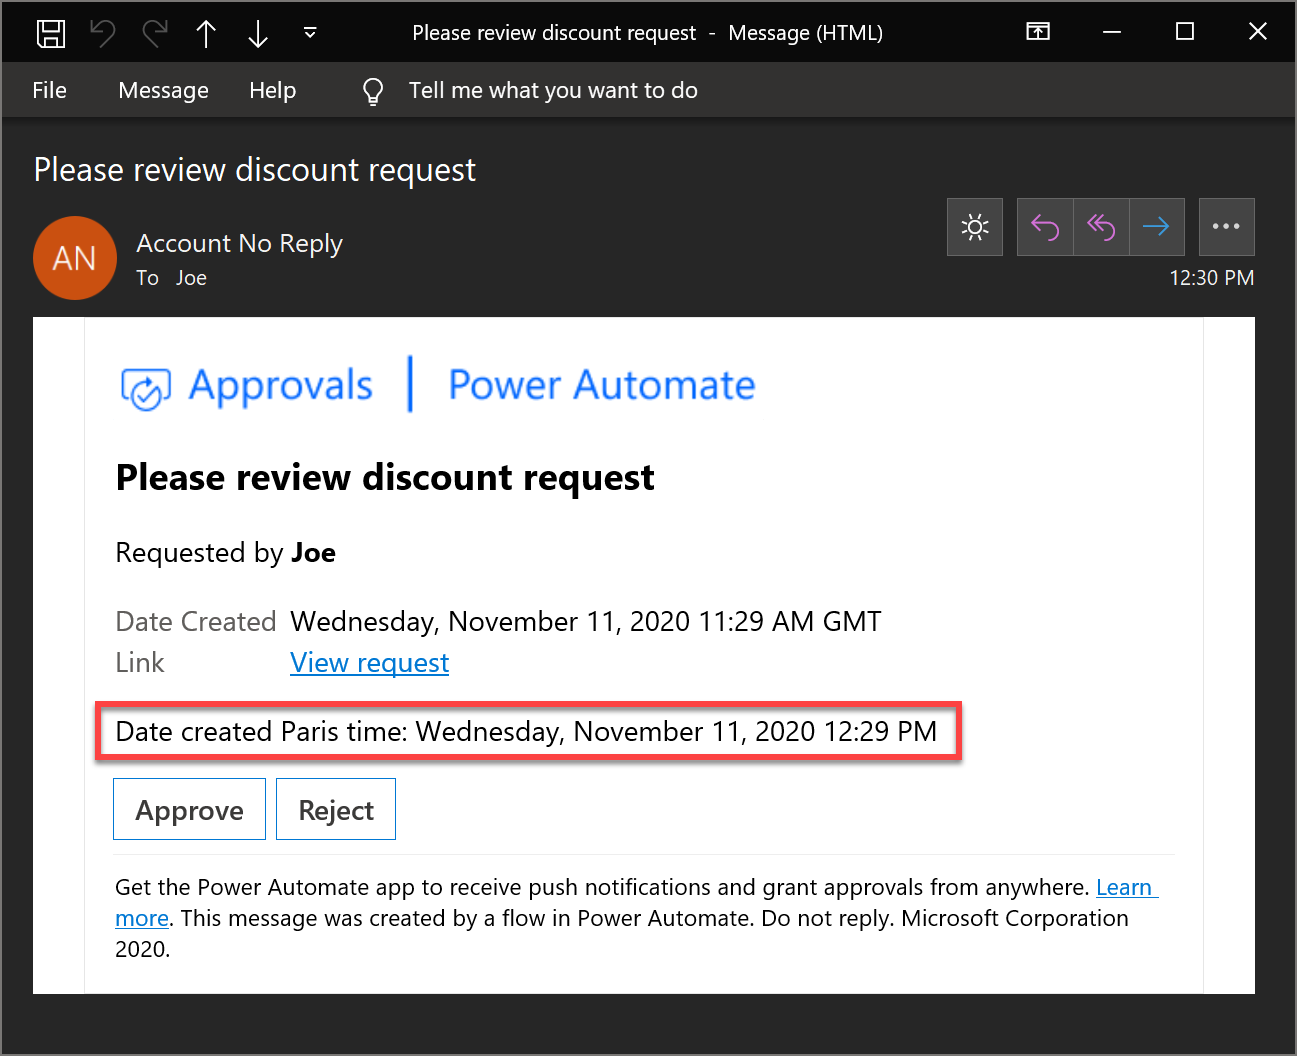 Please review discount request - Message (HTML)
File Message Help Tell me what you want to do
Please review discount request
AN
Account No Reply
To Joe
12:30 PM
Approvals | Power Automate
Please review discount request
Requested by Joe
Date Created Wednesday, November 11, 2020 11:29 AM GMT
Link View request
Date created Paris time: Wednesday, November 11, 2020 12:29 PM
Approve Reject
Get the Power Automate app to receive push notifications and grant approvals from anywhere. Learn
more. This message was created by a flow in Power Automate. Do not reply. Microsoft Corporation
2020.